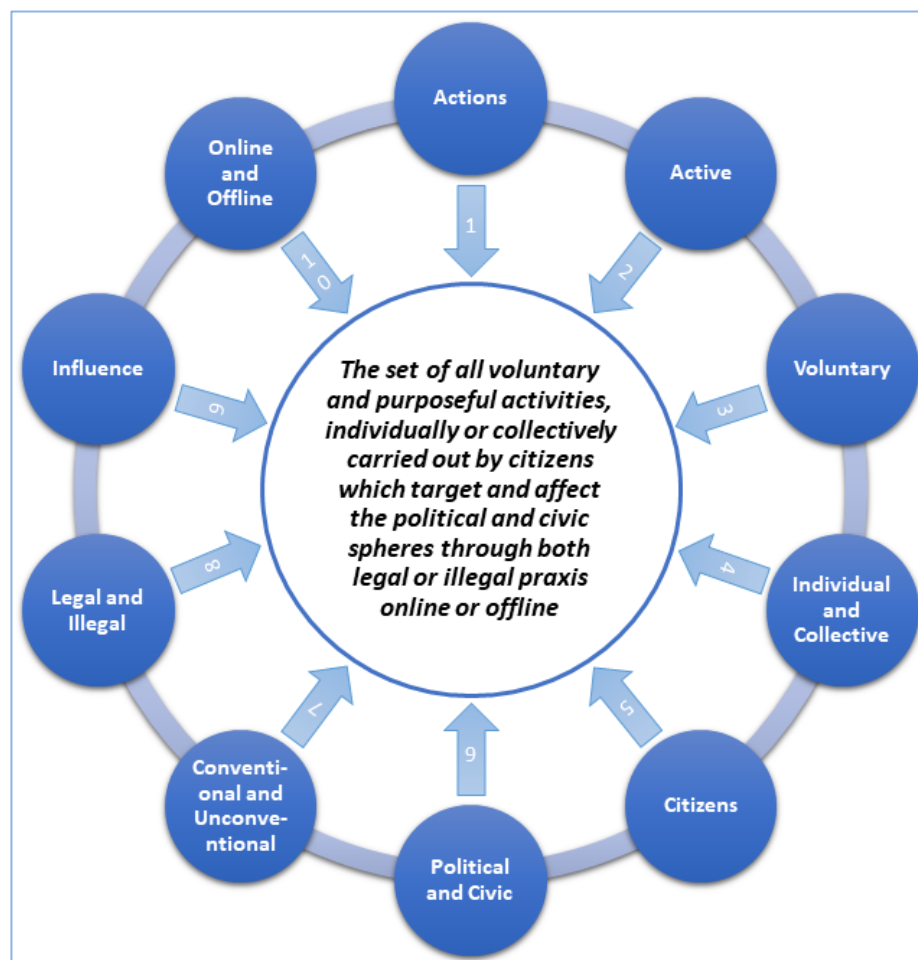 Actions
1
Active
2
Voluntary
3
Individual
and
Collective
4
Citizens
5
Political
and Civic
6
Conventi-
onal and
Unconve-
ntional
7
Legal and
Illegal
8
Influence
9
Online
and
Offline
10
The set of all voluntary
and purposeful activities,
individually or collectively
carried out by citizens
which target and affect
the political and civic
spheres through both
legal or illegal praxis
online or offline